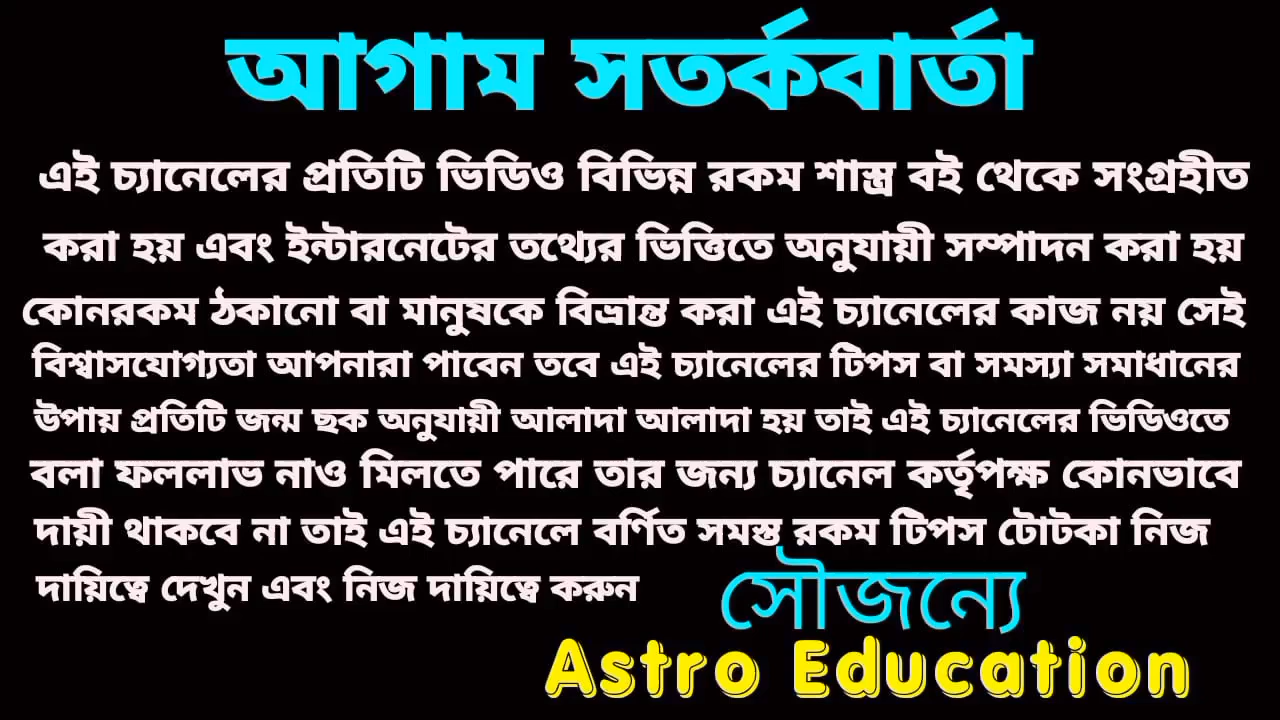 আগাম সতর্কবার্তা
এই চ্যানেলের প্রতিটি ভিডিও বিভিন্ন রকম শাস্ত্র বই থেকে সংগ্রহীত
করা হয় এবং ইন্টারনেটের তথ্যের ভিত্তিতে অনুযায়ী সম্পাদন করা হয়
কোনরকম ঠকানো বা মানুষকে বিভ্রান্ত করা এই চ্যানেলের কাজ নয় সেই
বিশ্বাসযোগ্যতা আপনারা পাবেন তবে এই চ্যানেলের টিপস বা সমস্যা সমাধানের
উপায় প্রতিটি জন্ম ছক অনুযায়ী আলাদা আলাদা হয় তাই এই চ্যানেলের ভিডিওতে
বলা ফললাভ নাও মিলতে পারে তার জন্য চ্যানেল কর্তৃপক্ষ কোনভাবে
দায়ী থাকবে না তাই এই চ্যানেলে বর্ণিত সমস্ত রকম টিপস টোটকা নিজ
দায়িত্বে দেখুন এবং নিজ দায়িত্বে করুন
সৌজন্যে
Astro Education